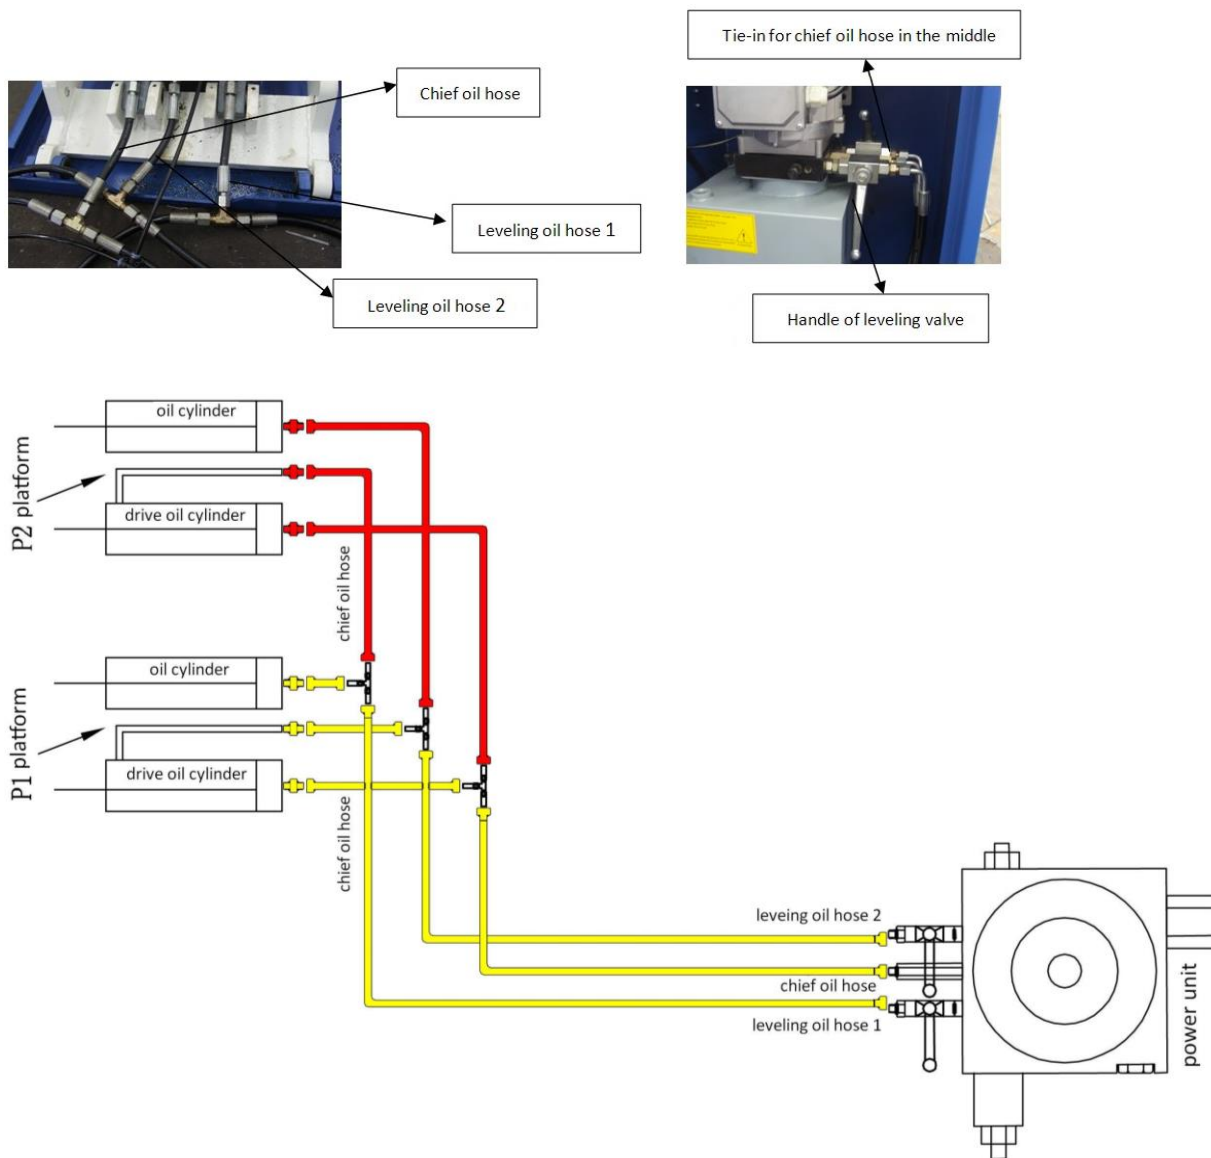 Tie-in for chief oil hose in the middle
Chief oil hose
Leveling oil hose 1
Leveling oil hose 2
Handle of leveling valve
oil cylinder
P2 platform
drive oil cylinder
chief oil hose
oil cylinder
P1 platform
drive oil cylinder
chief oil hose
leveing oil hose 2
chief oil hose
leveling oil hose 1
power unit